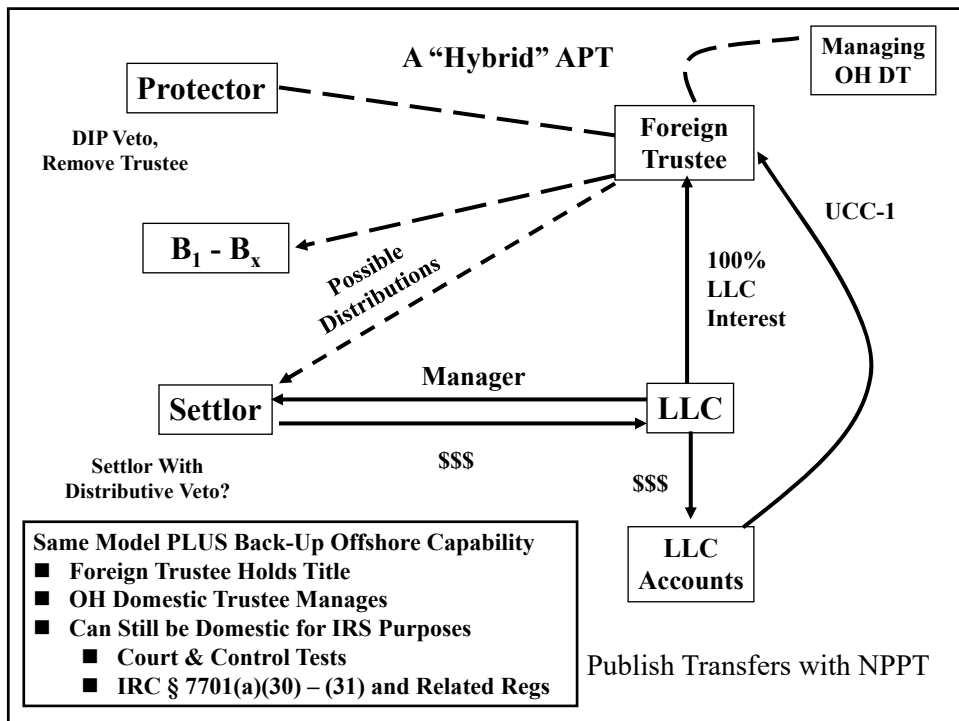 A “Hybrid” APT
Managing
OH DT
Protector
DIP Veto,
Remove Trustee
Foreign
Trustee
UCC-1
B1 - Bx
Possible
Distributions
100%
LLC
Interest
Manager
Settlor
LLC
$$$
Settlor With
Distributive Veto?
$$$
LLC
Accounts
Same Model PLUS Back-Up Offshore Capability
■ Foreign Trustee Holds Title
■ OH Domestic Trustee Manages
■ Can Still be Domestic for IRS Purposes
■ Court & Control Tests
■ IRC § 7701(a)(30) – (31) and Related Regs
Publish Transfers with NPPT